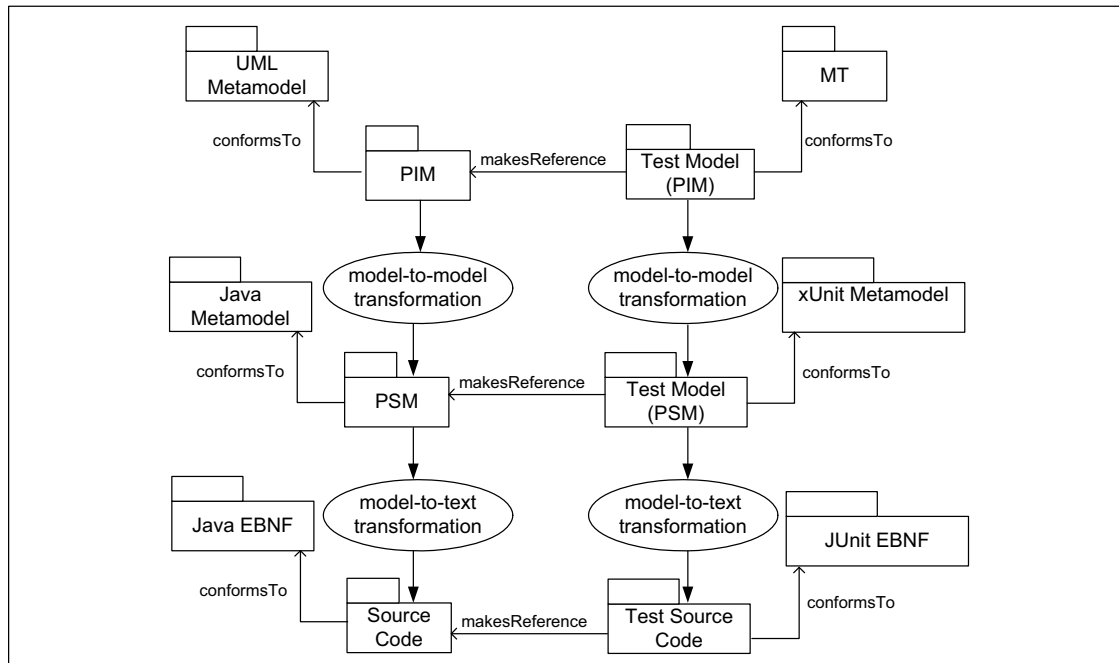 UML
Metamodel
MT
conformsTo
makesReference
conformsTo
PIM
Test Model
(PIM)
model-to-model
transformation
model-to-model
transformation
Java
Metamodel
xUnit Metamodel
conformsTo
makesReference
conformsTo
PSM
Test Model
(PSM)
model-to-text
transformation
model-to-text
transformation
Java EBNF
JUnit EBNF
conformsTo
makesReference
conformsTo
Source
Code
Test Source
Code